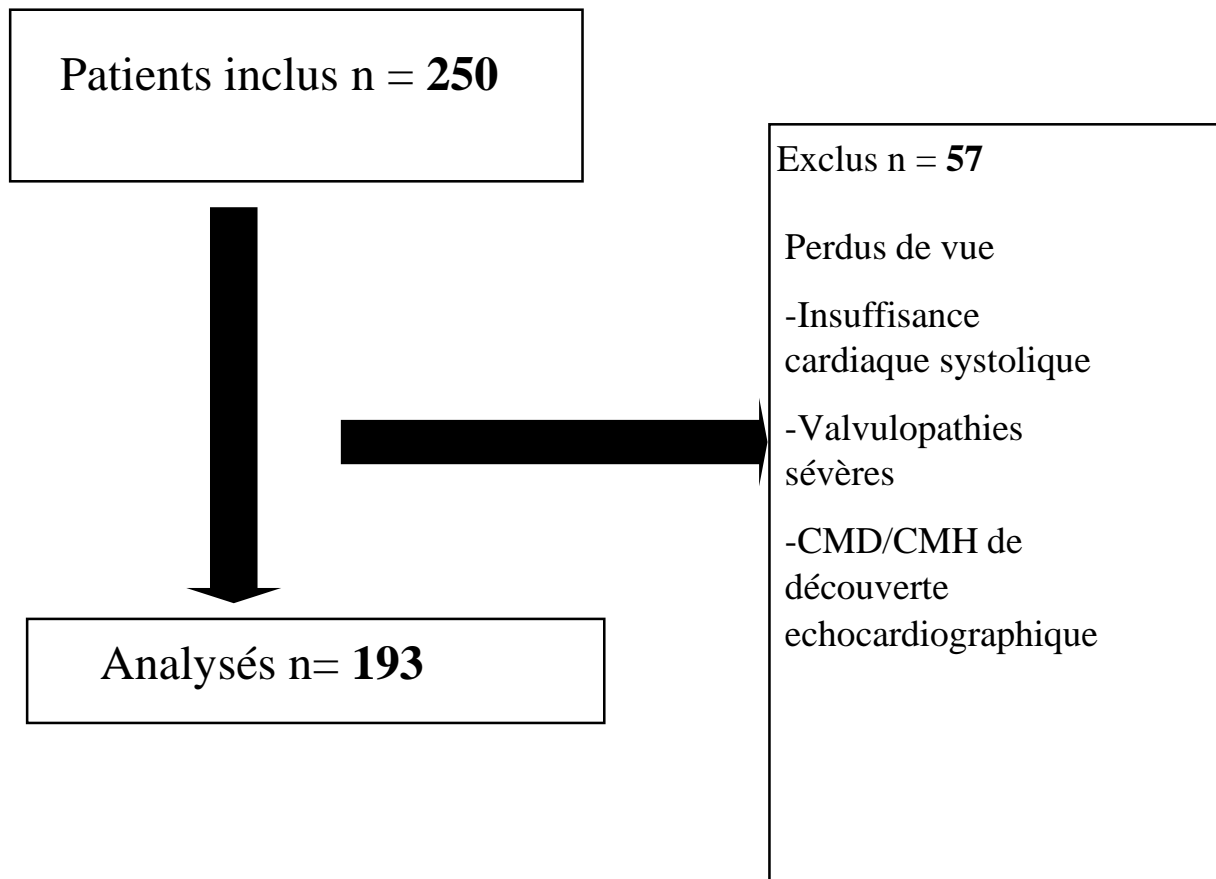 Patients inclus n = 250
Exclus n = 57
Perdus de vue
-Insuffisance
cardiaque systolique
-Valvulopathies
sévères
-CMD/CMH de
découverte
echocardiographique
Analysés n= 193